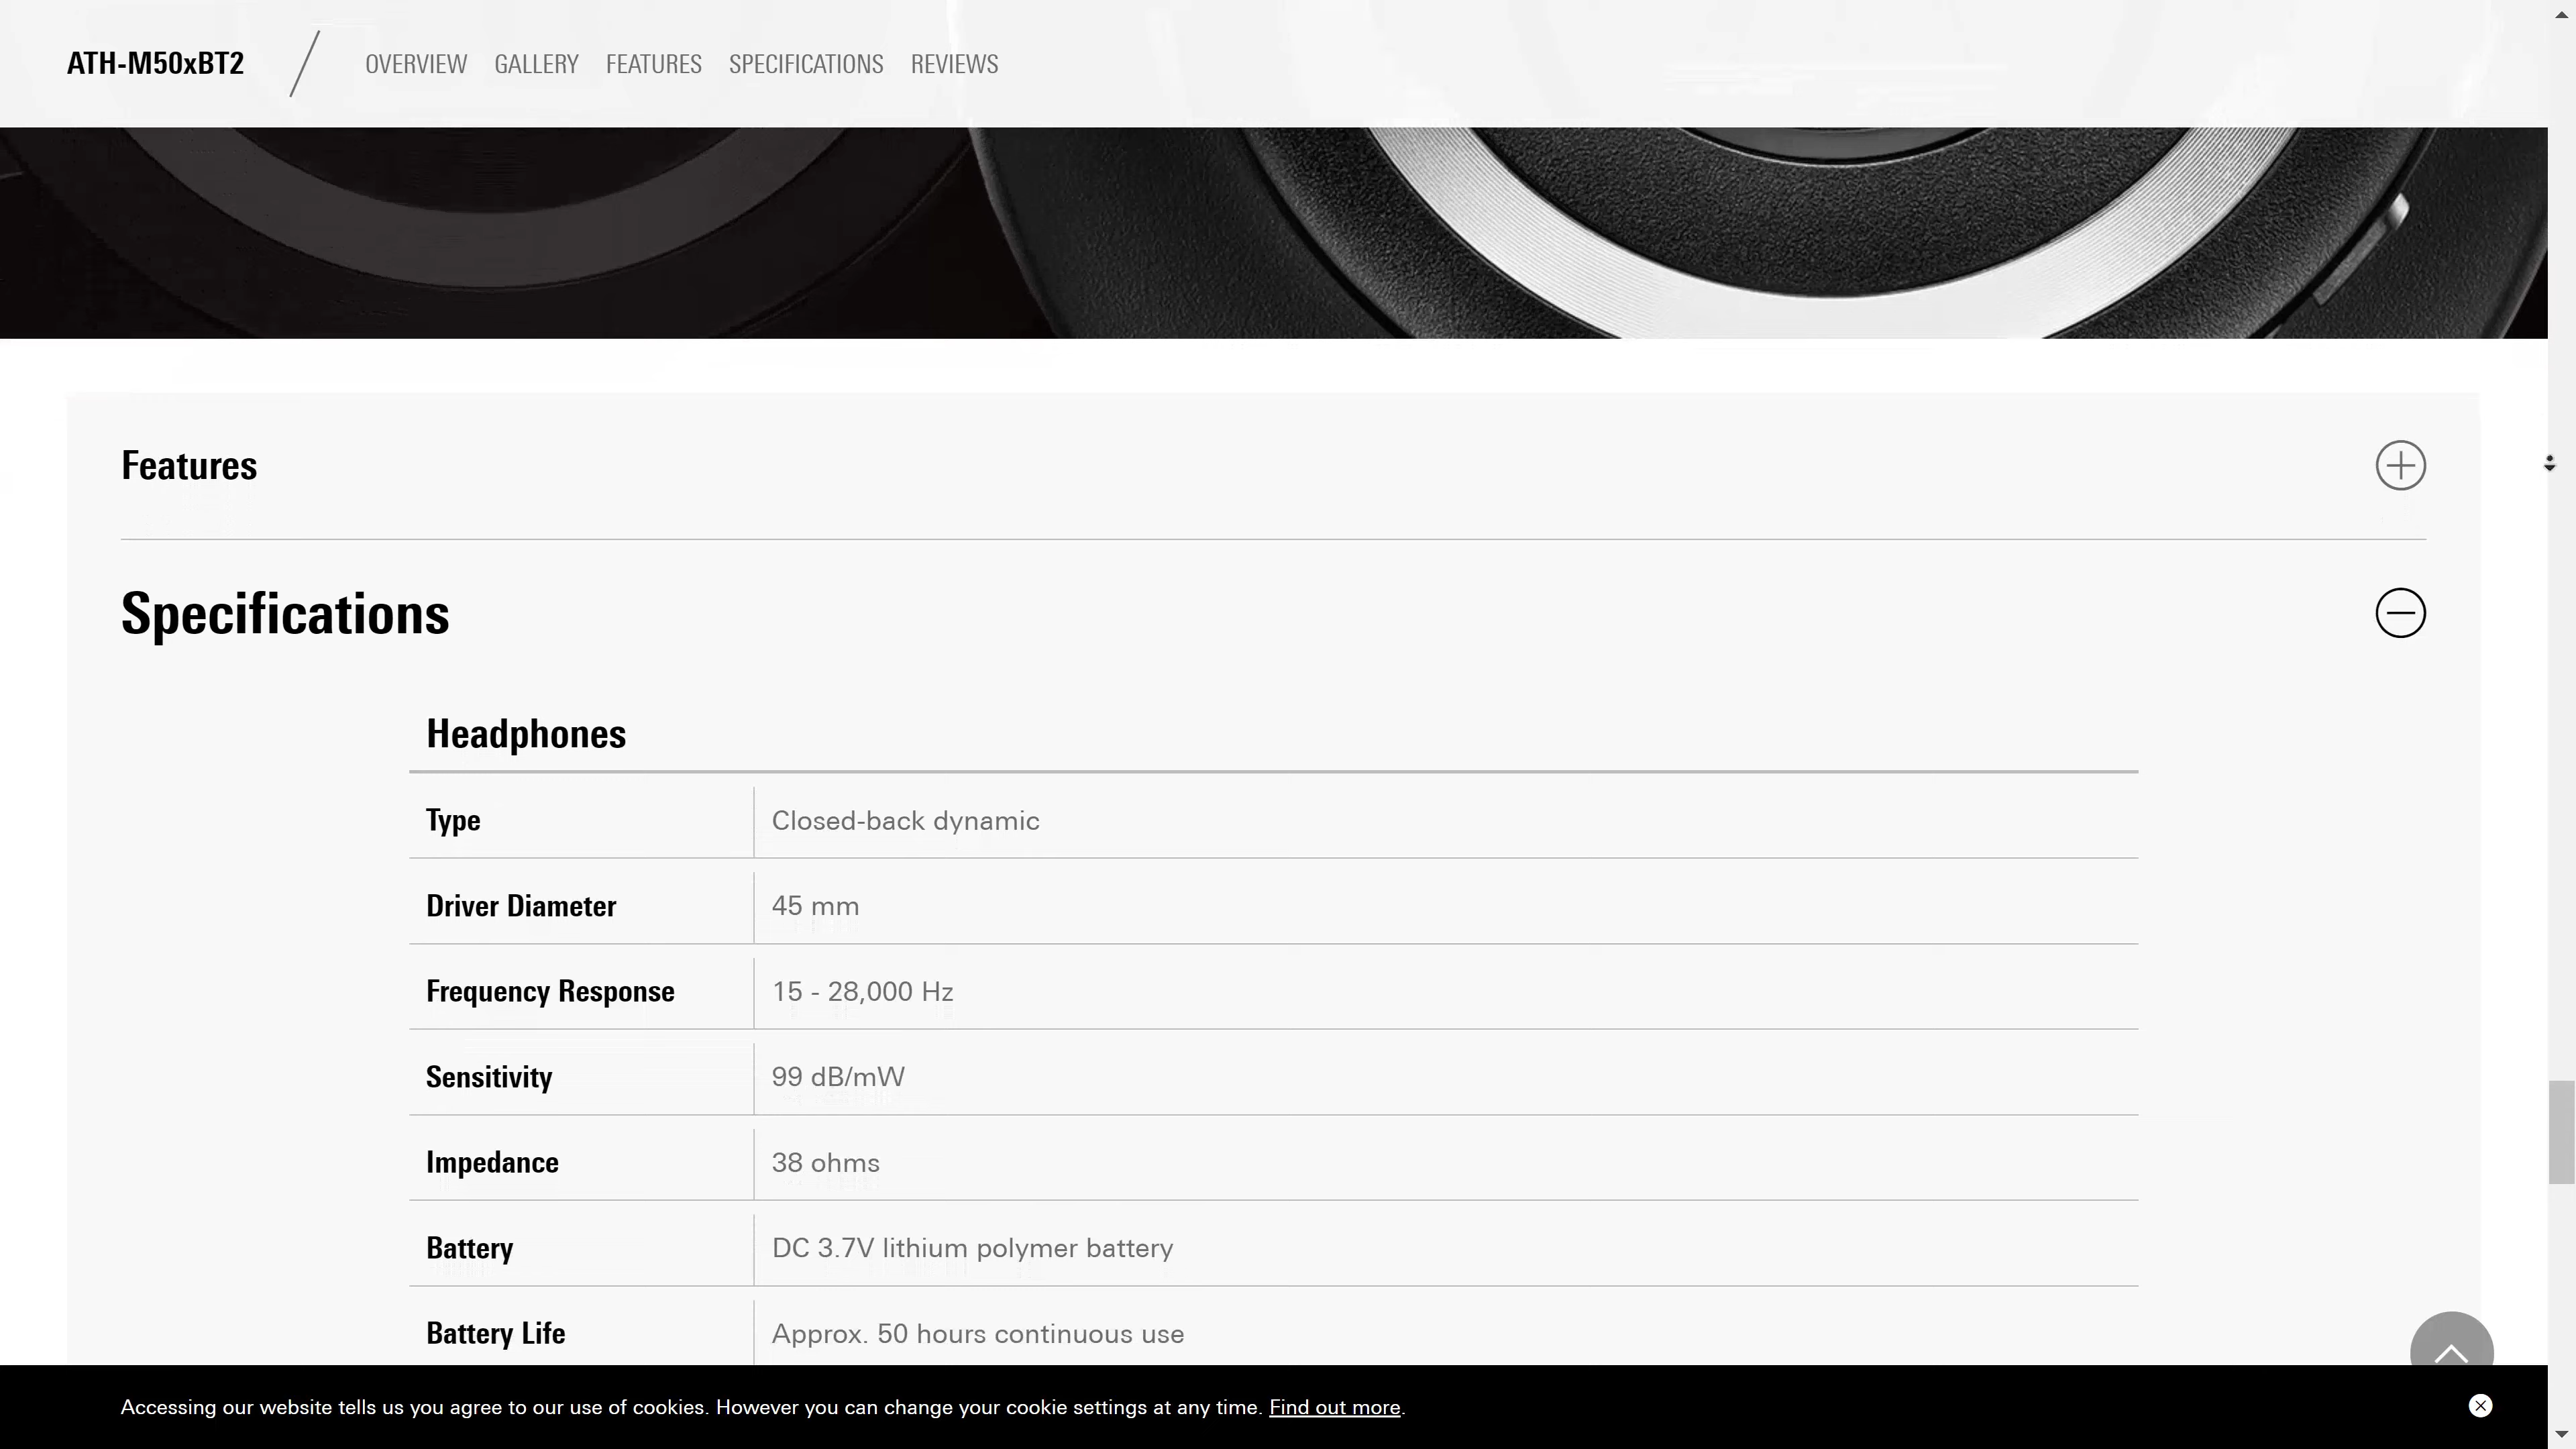 ATH-M50xBT2
OVERVIEW GALLERY FEATURES SPECIFICATIONS REVIEWS
Features
Specifications
Headphones
Type Closed-back dynamic
Driver Diameter 45 mm
Frequency Response 15 - 28,000 Hz
Sensitivity 99 dB/mW
Impedance 38 ohms
Battery DC 3.7V lithium polymer battery
Battery Life Approx. 50 hours continuous use
Accessing our website tells us you agree to our use of cookies. However you can change your cookie settings at any time. Find out more.